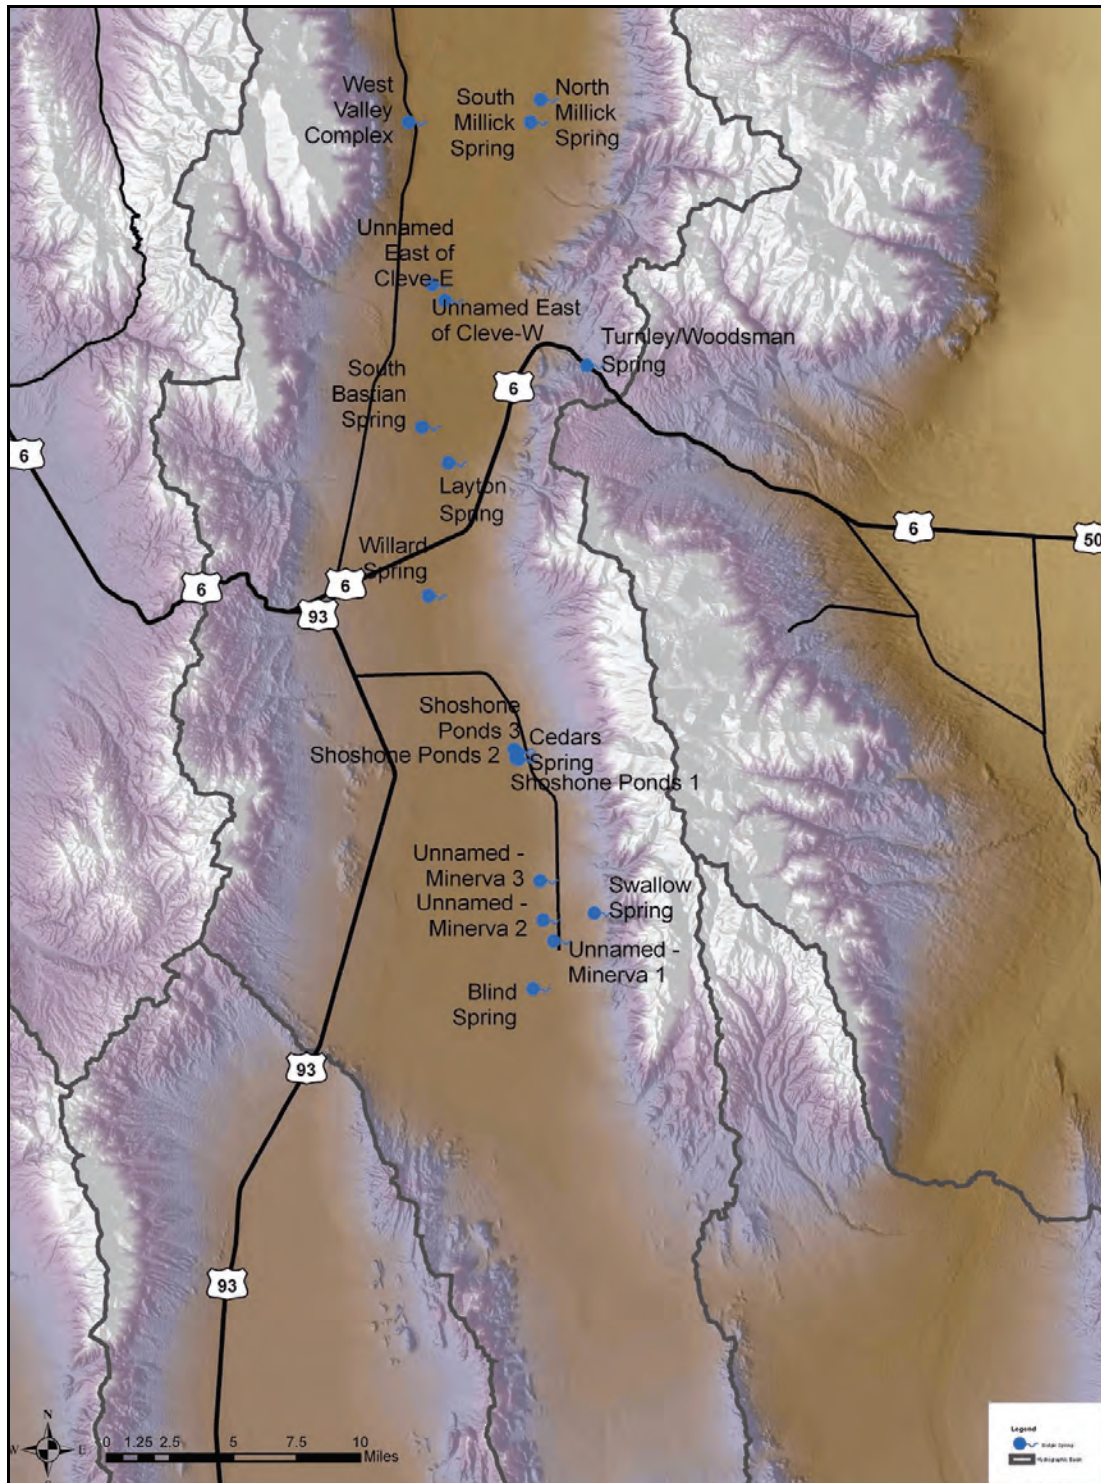 West
Valley
Complex
South
Millick
Spring
North
Millick
Spring
Unnamed
East of
Cleve-E
Unnamed East
of Cleve-W
Turnley/Woodsman
Spring
6
South
Bastian
Spring
6
Layton
Spring
6
50
Willard
Spring
6
6
93
Shoshone
Ponds 3
Shoshone Ponds 2
Cedars
Spring
Shoshone Ponds 1
Unnamed -
Minerva 3
Unnamed -
Minerva 2
Swallow
Spring
Unnamed -
Minerva 1
Blind
Spring
93
93
N
W
E
S
0 1.25 2.5 5 7.5 10
Miles
Legend